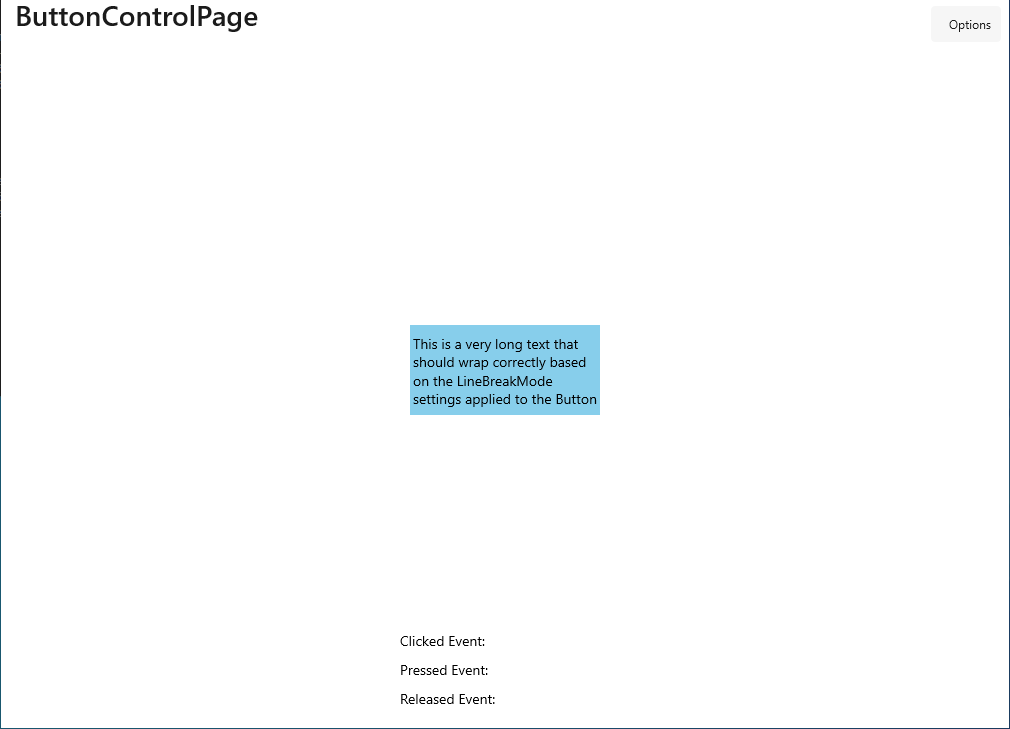 ButtonControlPage
Options
This is a very long text that
should wrap correctly based
on the LineBreakMode
settings applied to the Button
Clicked Event:
Pressed Event:
Released Event: